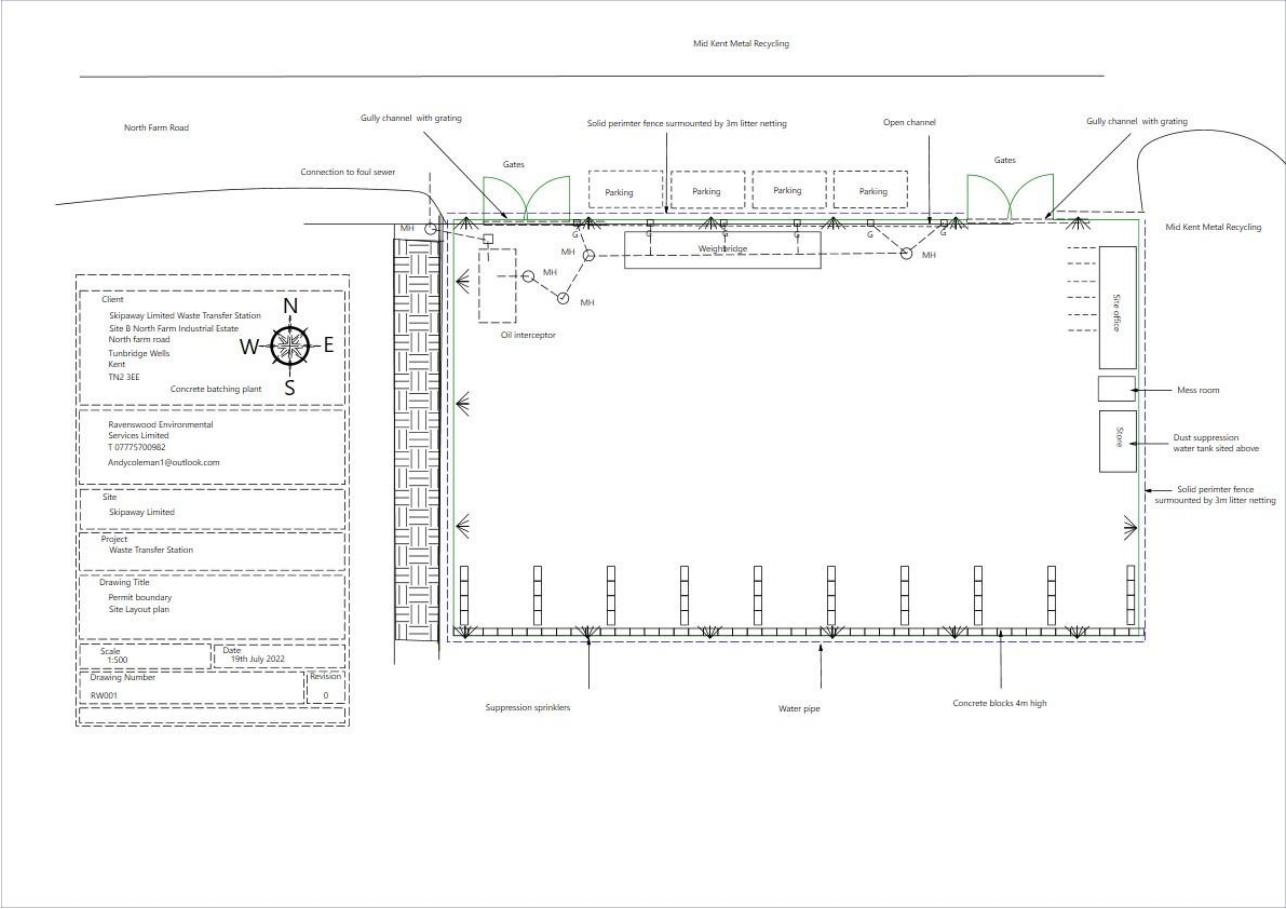 Mid Kent Metal Recycling
North Farm Road
Gully channel with grating
Solid perimter fence surmounted by 3m litter netting
Open channel
Gully channel with grating
Gates
Gates
Connection to foul sewer
Parking
Parking
Parking
Parking
MH
G
G
G
G
G
G
Weighbridge
MH
MH
Mid Kent Metal Recycling
MH
MH
Oil interceptor
Site office
Mess room
Store
Dust suppression
water tank sited above
Solid perimter fence
surmounted by 3m litter netting
Client
Skipaway Limited Waste Transfer Station
Site B North Farm Industrial Estate
North farm road
Tunbridge Wells
Kent
TN2 3EE
Concrete batching plant
N
W
E
S
Ravenswood Environmental
Services Limited
T 07775700982
Andycoleman1@outlook.com
Site
Skipaway Limited
Project
Waste Transfer Station
Drawing Title
Permit boundary
Site Layout plan
Scale
1:500
Date
19th July 2022
Drawing Number
RW001
Revision
0
Suppression sprinklers
Water pipe
Concrete blocks 4m high